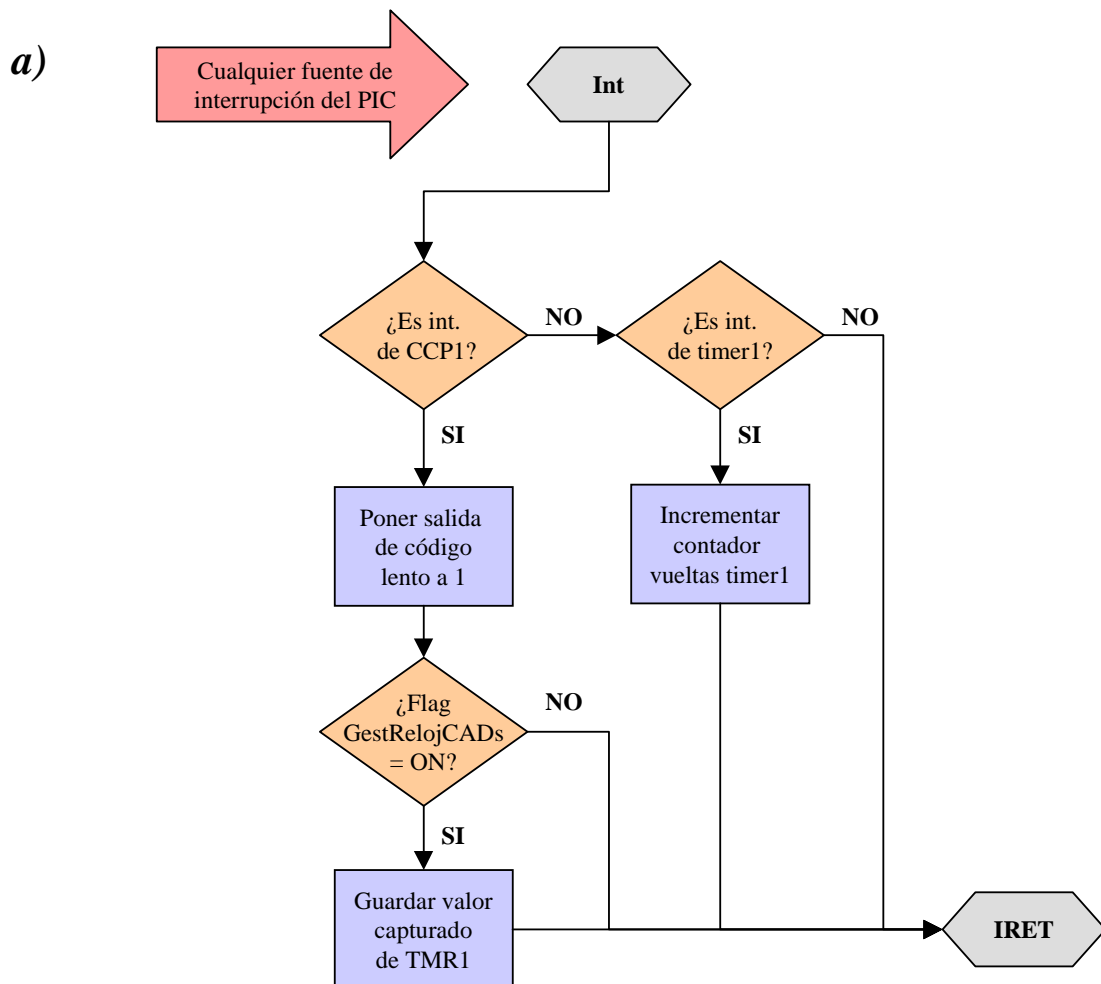 a)
Cualquier fuente de
interrupción del PIC
Int
¿Es int.
de CCP1?
NO
¿Es int.
de timer1?
NO
SI
SI
Poner salida
de código
lento a 1
Incrementar
contador
vueltas timer1
¿Flag
GestRelojCADs
= ON?
NO
SI
Guardar valor
capturado
de TMR1
IRET